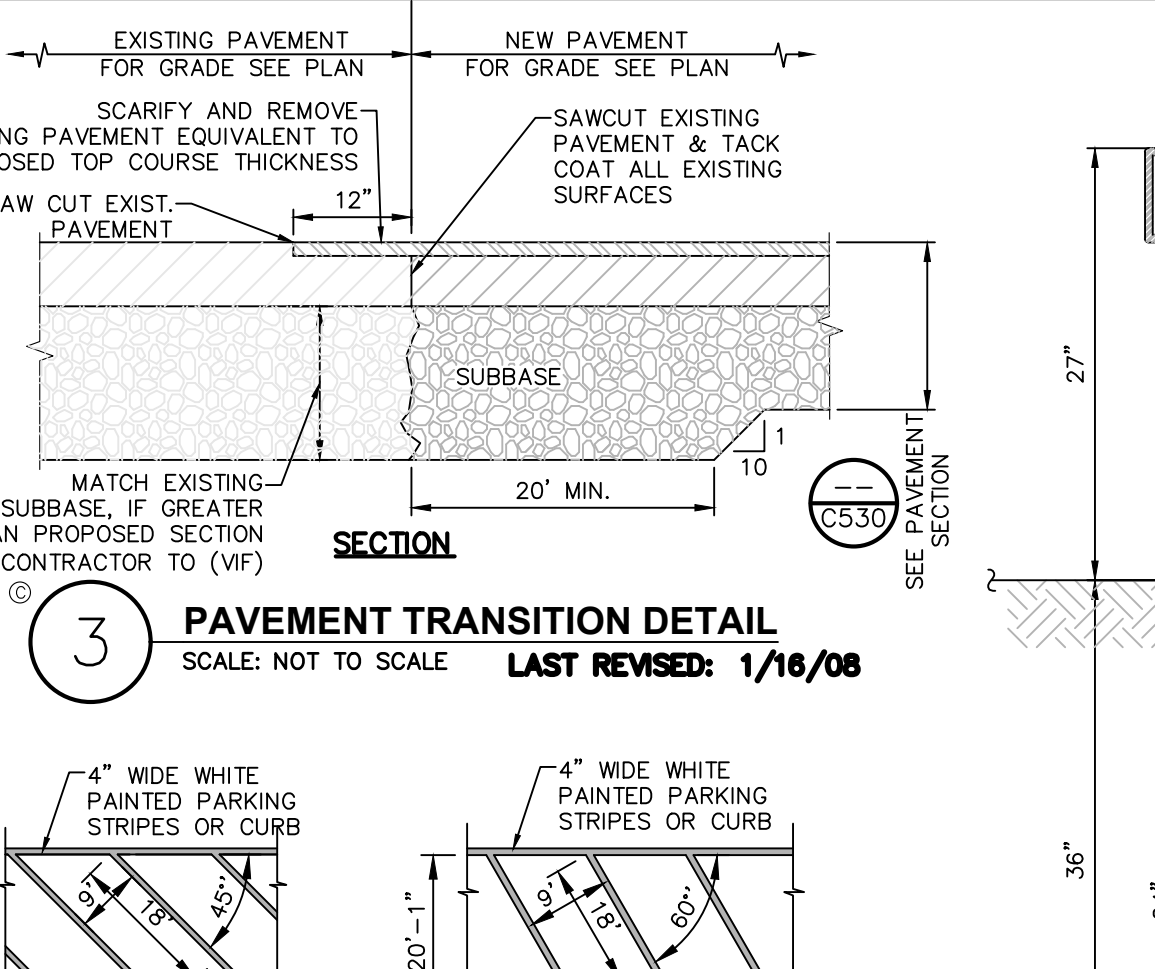 EXISTING PAVEMENT
FOR GRADE SEE PLAN
NEW PAVEMENT
FOR GRADE SEE PLAN
SCARIFY AND REMOVE
PAVEMENT EQUIVALENT TO
TOP COURSE THICKNESS
CUT EXIST.
PAVEMENT
12"
SAWCUT EXISTING
PAVEMENT & TACK
COAT ALL EXISTING
SURFACES
SUBBASE
1
10
MATCH EXISTING
SUBBASE, IF GREATER
PROPOSED SECTION
CONTRACTOR TO (VIF)
20' MIN.
SECTION
--
C530
SEE PAVEMENT
SECTION
27"
36"
©
3
PAVEMENT TRANSITION DETAIL
SCALE: NOT TO SCALE
LAST REVISED: 1/16/08
4" WIDE WHITE
PAINTED PARKING
STRIPES OR CURB
9'
18'
45°
4" WIDE WHITE
PAINTED PARKING
STRIPES OR CURB
20'-1"
9'
18'
60°